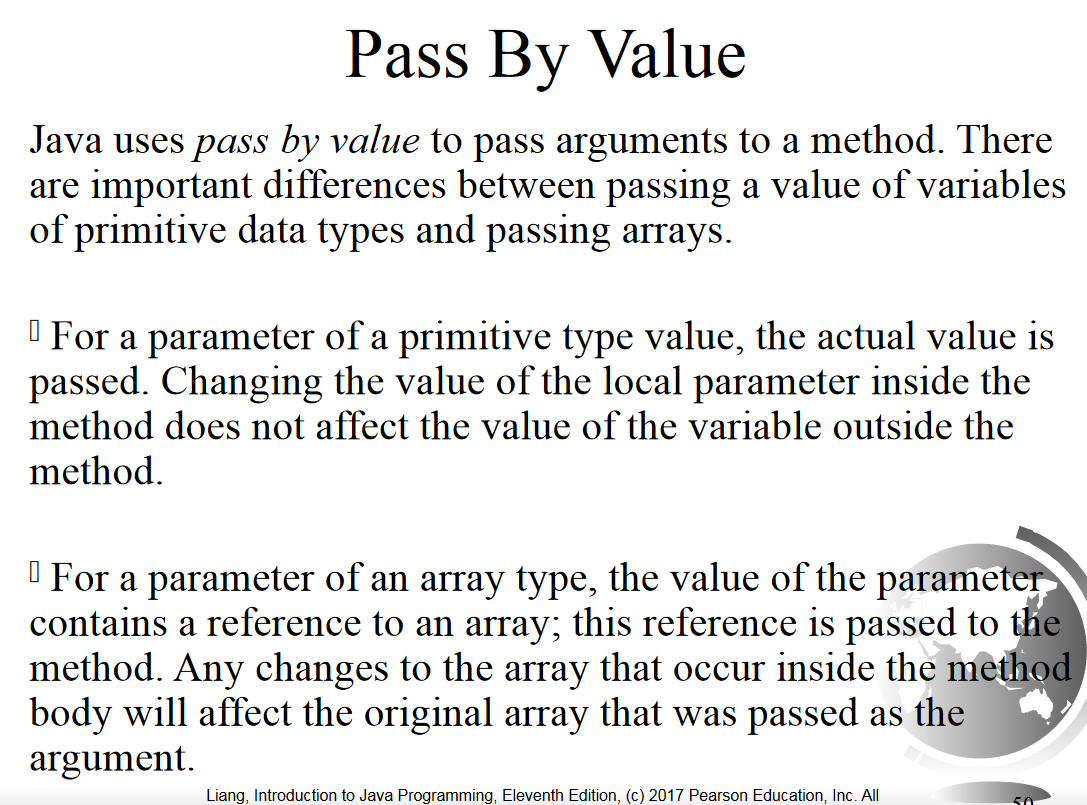 Pass By Value
Java uses pass by value to pass arguments to a method. There
are important differences between passing a value of variables
of primitive data types and passing arrays.
▯ For a parameter of a primitive type value, the actual value is
passed. Changing the value of the local parameter inside the
method does not affect the value of the variable outside the
method.
▯ For a parameter of an array type, the value of the parameter
contains a reference to an array; this reference is passed to the
method. Any changes to the array that occur inside the method
body will affect the original array that was passed as the
argument.
Liang, Introduction to Java Programming, Eleventh Edition, (c) 2017 Pearson Education, Inc. All
50